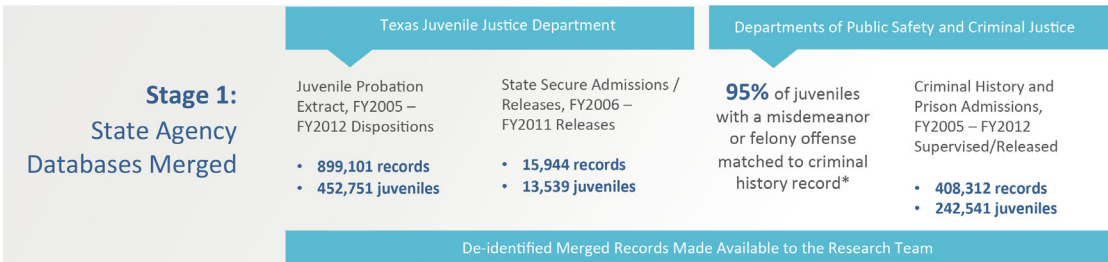 Stage 1:
State Agency
Databases Merged
Texas Juvenile Justice Department
Juvenile Probation
Extract, FY2005 –
FY2012 Dispositions
• 899,101 records
• 452,751 juveniles
State Secure Admissions /
Releases, FY2006 –
FY2011 Releases
• 15,944 records
• 13,539 juveniles
Departments of Public Safety and Criminal Justice
95% of juveniles
with a misdemeanor
or felony offense
matched to criminal
history record*
Criminal History and
Prison Admissions,
FY2005 – FY2012
Supervised/Released
• 408,312 records
• 242,541 juveniles
De-identified Merged Records Made Available to the Research Team